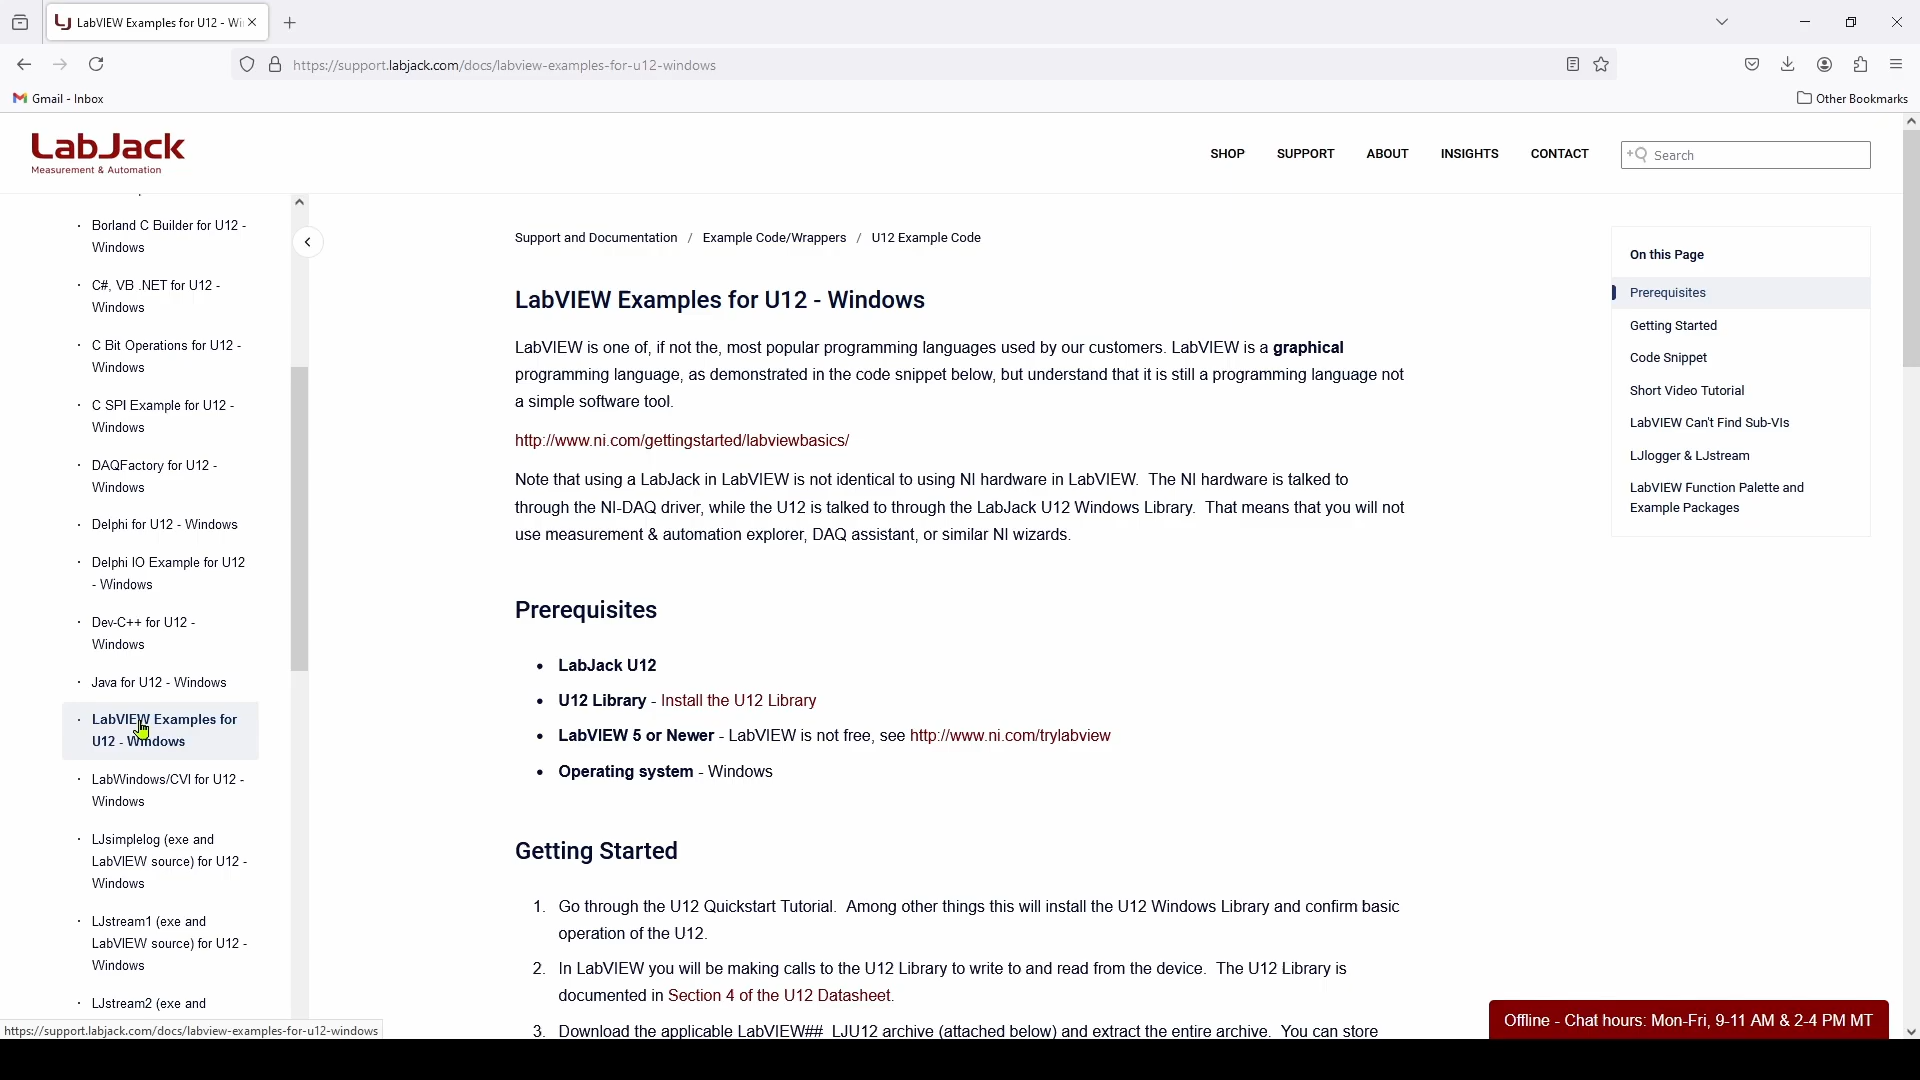 LabVIEW Examples for U12 - Wi
https://support.labjack.com/docs/labview-examples-for-u12-windows
Gmail - Inbox
Other Bookmarks
LabJack
Measurement & Automation
SHOP
SUPPORT
ABOUT
INSIGHTS
CONTACT
Search
Borland C Builder for U12 -
Windows
C#, VB .NET for U12 -
Windows
C Bit Operations for U12 -
Windows
C SPI Example for U12 -
Windows
DAQFactory for U12 -
Windows
Delphi for U12 - Windows
Delphi IO Example for U12
- Windows
Dev-C++ for U12 -
Windows
Java for U12 - Windows
LabVIEW Examples for
U12 - Windows
LabWindows/CVI for U12 -
Windows
LJsimplelog (exe and
LabVIEW source) for U12 -
Windows
LJstream1 (exe and
LabVIEW source) for U12 -
Windows
LJstream2 (exe and
https://support.labjack.com/docs/labview-examples-for-u12-windows
Support and Documentation / Example Code/Wrappers / U12 Example Code
LabVIEW Examples for U12 - Windows
LabVIEW is one of, if not the, most popular programming languages used by our customers. LabVIEW is a graphical
programming language, as demonstrated in the code snippet below, but understand that it is still a programming language not
a simple software tool.
http://www.ni.com/gettingstarted/labviewbasics/
Note that using a LabJack in LabVIEW is not identical to using NI hardware in LabVIEW. The NI hardware is talked to
through the NI-DAQ driver, while the U12 is talked to through the LabJack U12 Windows Library. That means that you will not
use measurement & automation explorer, DAQ assistant, or similar NI wizards.
Prerequisites
• LabJack U12
• U12 Library - Install the U12 Library
• LabVIEW 5 or Newer - LabVIEW is not free, see http://www.ni.com/trylabview
• Operating system - Windows
Getting Started
1. Go through the U12 Quickstart Tutorial. Among other things this will install the U12 Windows Library and confirm basic
operation of the U12.
2. In LabVIEW you will be making calls to the U12 Library to write to and read from the device. The U12 Library is
documented in Section 4 of the U12 Datasheet.
3. Download the applicable LabVIEW##_LJU12 archive (attached below) and extract the entire archive. You can store
On this Page
Prerequisites
Getting Started
Code Snippet
Short Video Tutorial
LabVIEW Can't Find Sub-VIs
LJlogger & LJstream
LabVIEW Function Palette and
Example Packages
Offline - Chat hours: Mon-Fri, 9-11 AM & 2-4 PM MT